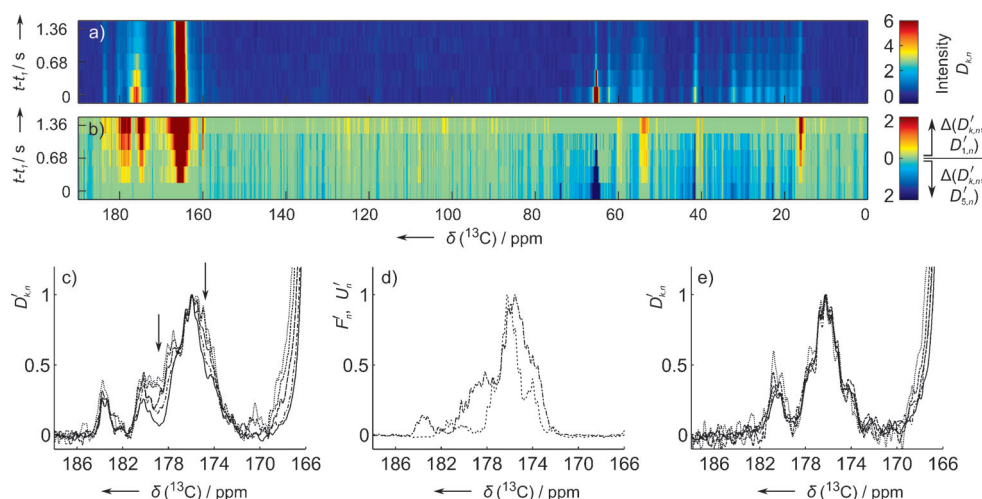 a)
t-t₁/ s
1.36
0.68
0
6
4
2
0
Intensity
Dₖ,ₙ
b)
t-t₁/ s
1.36
0.68
0
2
0
2
Δ(D′ₖ,ₙ,
D′₁,ₙ)
Δ(D′ₖ,ₙ,
D′₅,ₙ)
180 160 140 120 100 80 60 40 20 0
δ (¹³C) / ppm
c)
D′ₖ,ₙ
1
0.5
0
186 182 178 174 170 166
δ (¹³C) / ppm
d)
F′ₙ, U′ₙ
1
0.5
0
186 182 178 174 170 166
δ (¹³C) / ppm
e)
D′ₖ,ₙ
1
0.5
0
186 182 178 174 170 166
δ (¹³C) / ppm